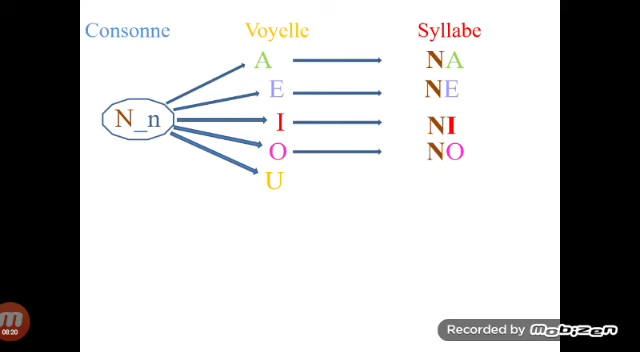 Consonne Voyelle Syllabe
A NA
E NE
N_n I NI
O NO
U
08:20
Recorded by MOBIZEN